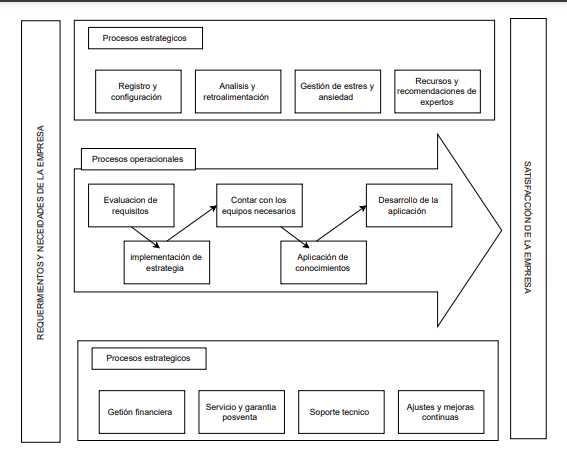 REQUERIMIENTOS Y NECEIDADES DE LA EMPRESA
Procesos estrategicos
Registro y
configuración
Analisis y
retroalimentación
Gestión de estres y
ansiedad
Recursos y
recomendaciones de
expertos
Procesos operacionales
Evaluacion de
requisitos
Contar con los
equipos necesarios
Desarrollo de la
aplicación
implementación de
estrategia
Aplicación de
conocimientos
Procesos estrategicos
Getión financiera
Servicio y garantia
posventa
Soporte tecnico
Ajustes y mejoras
continuas
SATISFACCIÓN DE LA EMPRESA